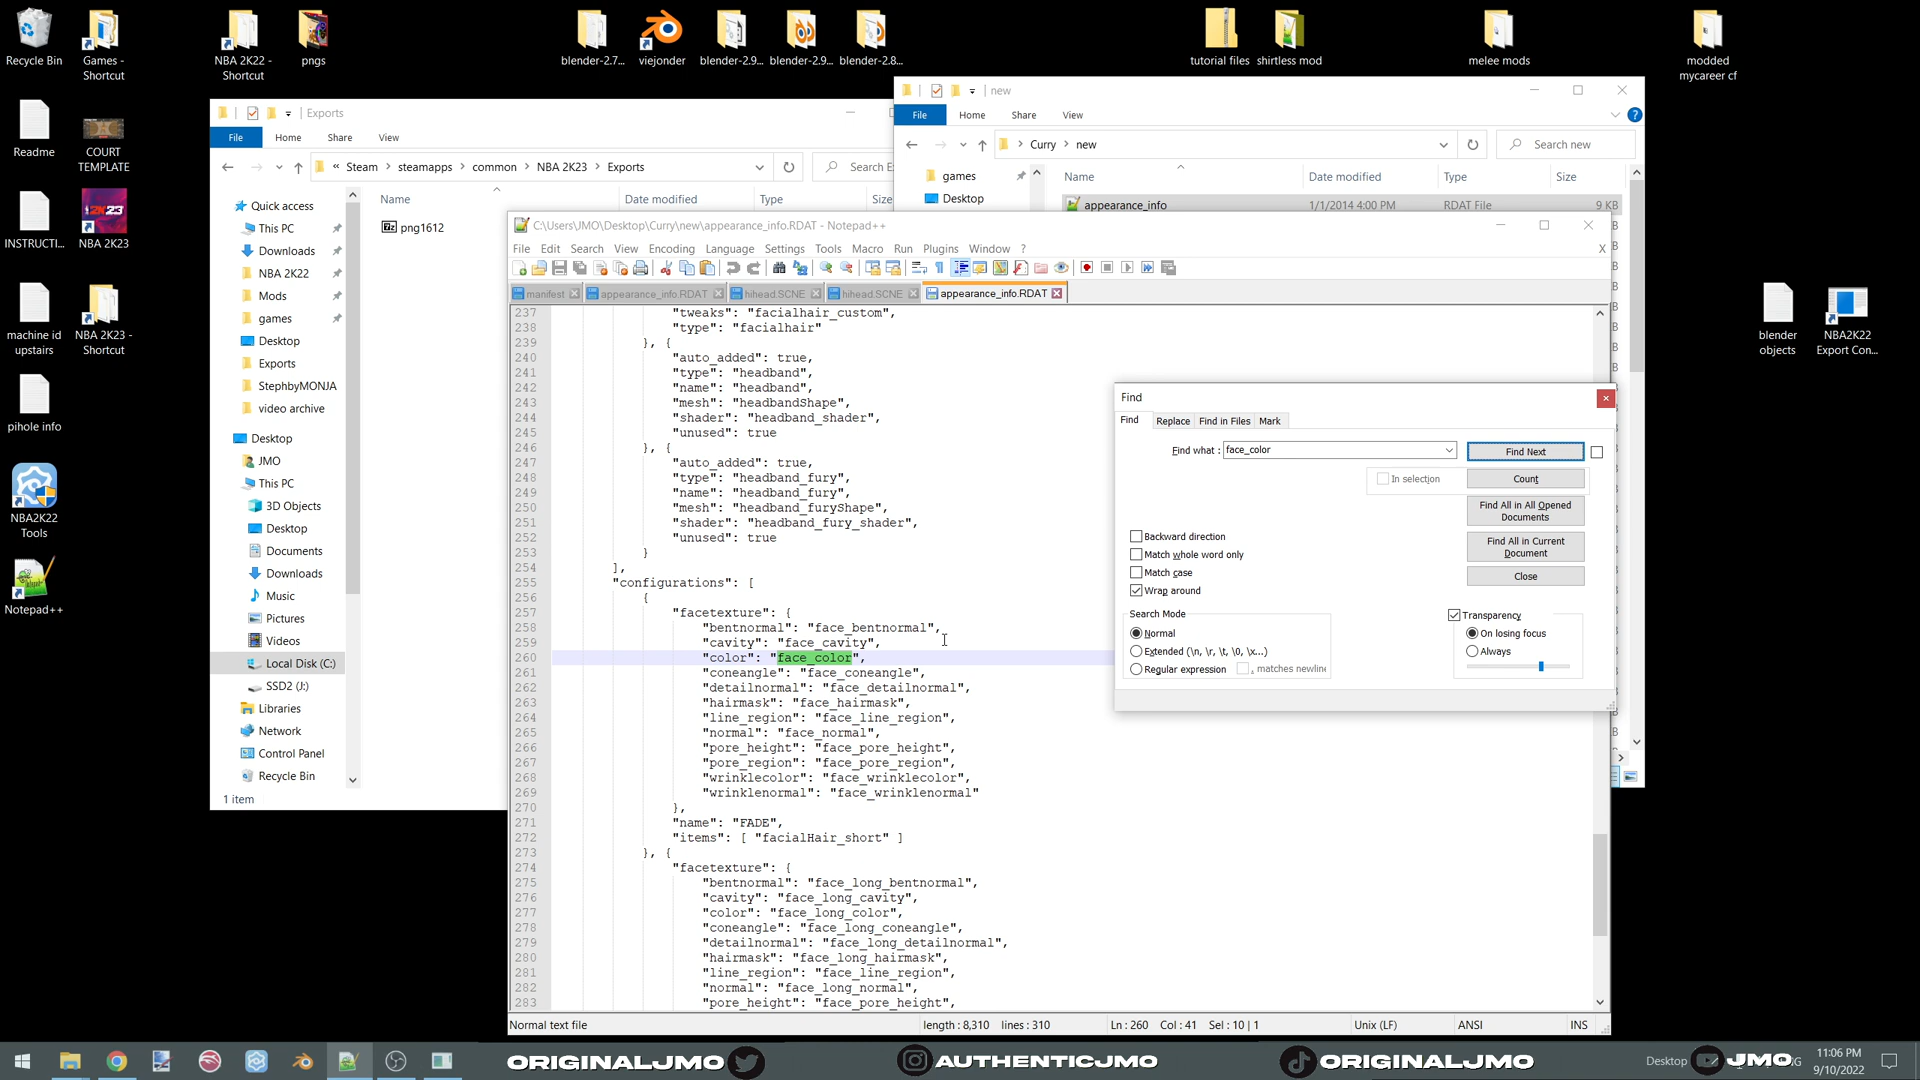 Recycle Bin
Games -
Shortcut
NBA 2K22 -
Shortcut
pngs
blender-2.7...
viejonder
blender-2.9...
blender-2.9...
blender-2.8...
tutorial files
shirtless mod
melee mods
modded
mycareer cf
Readme
COURT
TEMPLATE
INSTRUCTI...
NBA 2K23
machine id
upstairs
NBA 2K23 -
Shortcut
pihole info
NBA2K22
Tools
Notepad++
blender
objects
NBA2K22
Export Con...
Exports
File
Home
Share
View
« Steam > steamapps > common > NBA 2K23 > Exports
Search E
Name
Date modified
Type
Size
png1612
Quick access
This PC
Downloads
NBA 2K22
Mods
games
Desktop
Exports
StephbyMONJA
video archive
Desktop
JMO
This PC
3D Objects
Desktop
Documents
Downloads
Music
Pictures
Videos
Local Disk (C:)
SSD2 (J:)
Libraries
Network
Control Panel
Recycle Bin
1 item
new
File
Home
Share
View
> Curry > new
Search new
games
Desktop
Name
Date modified
Type
Size
appearance_info
1/1/2014 4:00 PM
RDAT File
9 KB
C:\Users\JMO\Desktop\Curry\new\appearance_info.RDAT - Notepad++
File Edit Search View Encoding Language Settings Tools Macro Run Plugins Window ?
X
manifest
appearance_info.RDAT
hihead.SCNE
hihead.SCNE
appearance_info.RDAT
237 "tweaks": "facialhair_custom",
238 "type": "facialhair"
239 }, {
240 "auto_added": true,
241 "type": "headband",
242 "name": "headband",
243 "mesh": "headbandShape",
244 "shader": "headband_shader",
245 "unused": true
246 }, {
247 "auto_added": true,
248 "type": "headband_fury",
249 "name": "headband_fury",
250 "mesh": "headband_furyShape",
251 "shader": "headband_fury_shader",
252 "unused": true
253 }
254 ],
255 "configurations": [
256 {
257 "facetexture": {
258 "bentnormal": "face_bentnormal",
259 "cavity": "face_cavity",
260 "color": "face_color",
261 "coneangle": "face_coneangle",
262 "detailnormal": "face_detailnormal",
263 "hairmask": "face_hairmask",
264 "line_region": "face_line_region",
265 "normal": "face_normal",
266 "pore_height": "face_pore_height",
267 "pore_region": "face_pore_region",
268 "wrinklecolor": "face_wrinklecolor",
269 "wrinklenormal": "face_wrinklenormal"
270 },
271 "name": "FADE",
272 "items": [ "facialHair_short" ]
273 }, {
274 "facetexture": {
275 "bentnormal": "face_long_bentnormal",
276 "cavity": "face_long_cavity",
277 "color": "face_long_color",
278 "coneangle": "face_long_coneangle",
279 "detailnormal": "face_long_detailnormal",
280 "hairmask": "face_long_hairmask",
281 "line_region": "face_line_region",
282 "normal": "face_long_normal",
283 "pore_height": "face_pore_height",
Normal text file
length : 8,310 lines : 310
Ln : 260 Col : 41 Sel : 10 | 1
Unix (LF)
ANSI
INS
Find
Find
Replace
Find in Files
Mark
Find what :
face_color
Find Next
In selection
Count
Find All in All Opened
Documents
Find All in Current
Document
Close
Backward direction
Match whole word only
Match case
Wrap around
Search Mode
Normal
Extended (\n, \r, \t, \0, \x...)
Regular expression
. matches newline
Transparency
On losing focus
Always
ORIGINALJMO
AUTHENTICJMO
ORIGINALJMO
Desktop
JMO
11:06 PM
9/10/2022